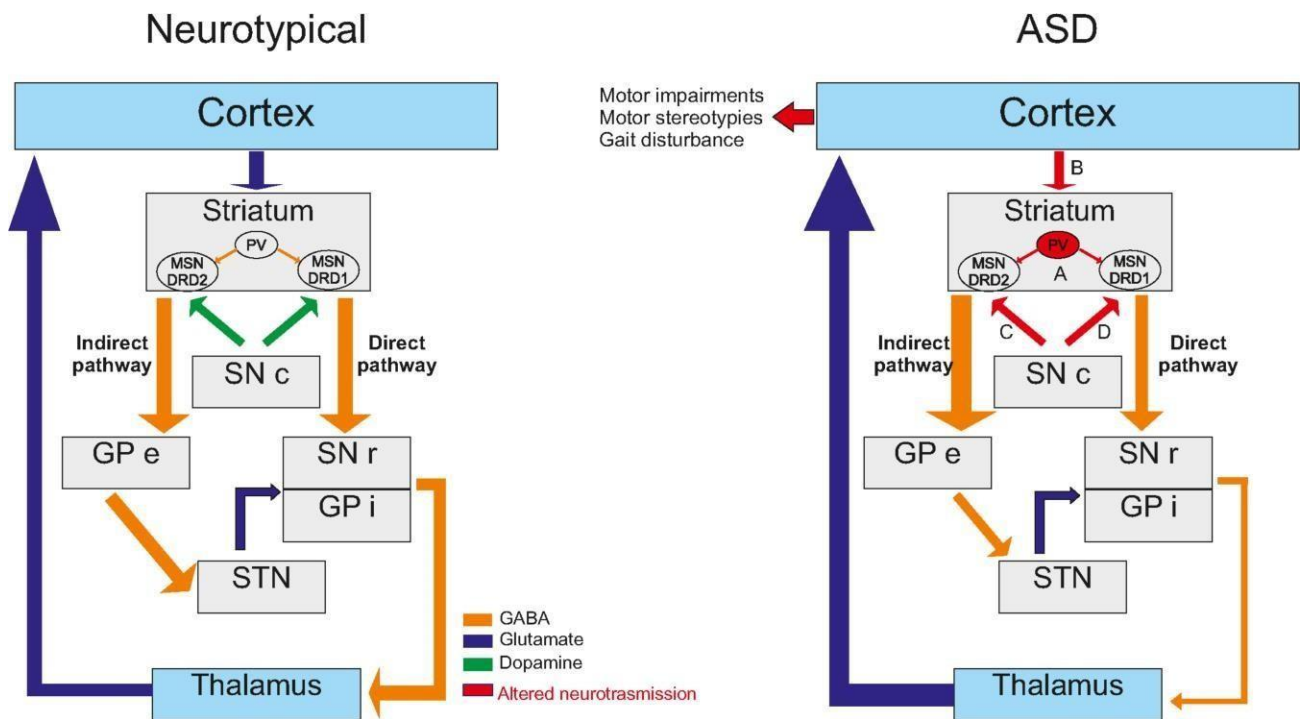 Neurotypical
Cortex
Striatum
PV
MSN
DRD2
MSN
DRD1
Indirect
pathway
Direct
pathway
SN c
GP e
SN r
GP i
STN
Thalamus
GABA
Glutamate
Dopamine
Altered neurotrasmission
ASD
Motor impairments
Motor stereotypies
Gait disturbance
Cortex
B
Striatum
PV
MSN
DRD2
A
MSN
DRD1
C
D
Indirect
pathway
Direct
pathway
SN c
GP e
SN r
GP i
STN
Thalamus